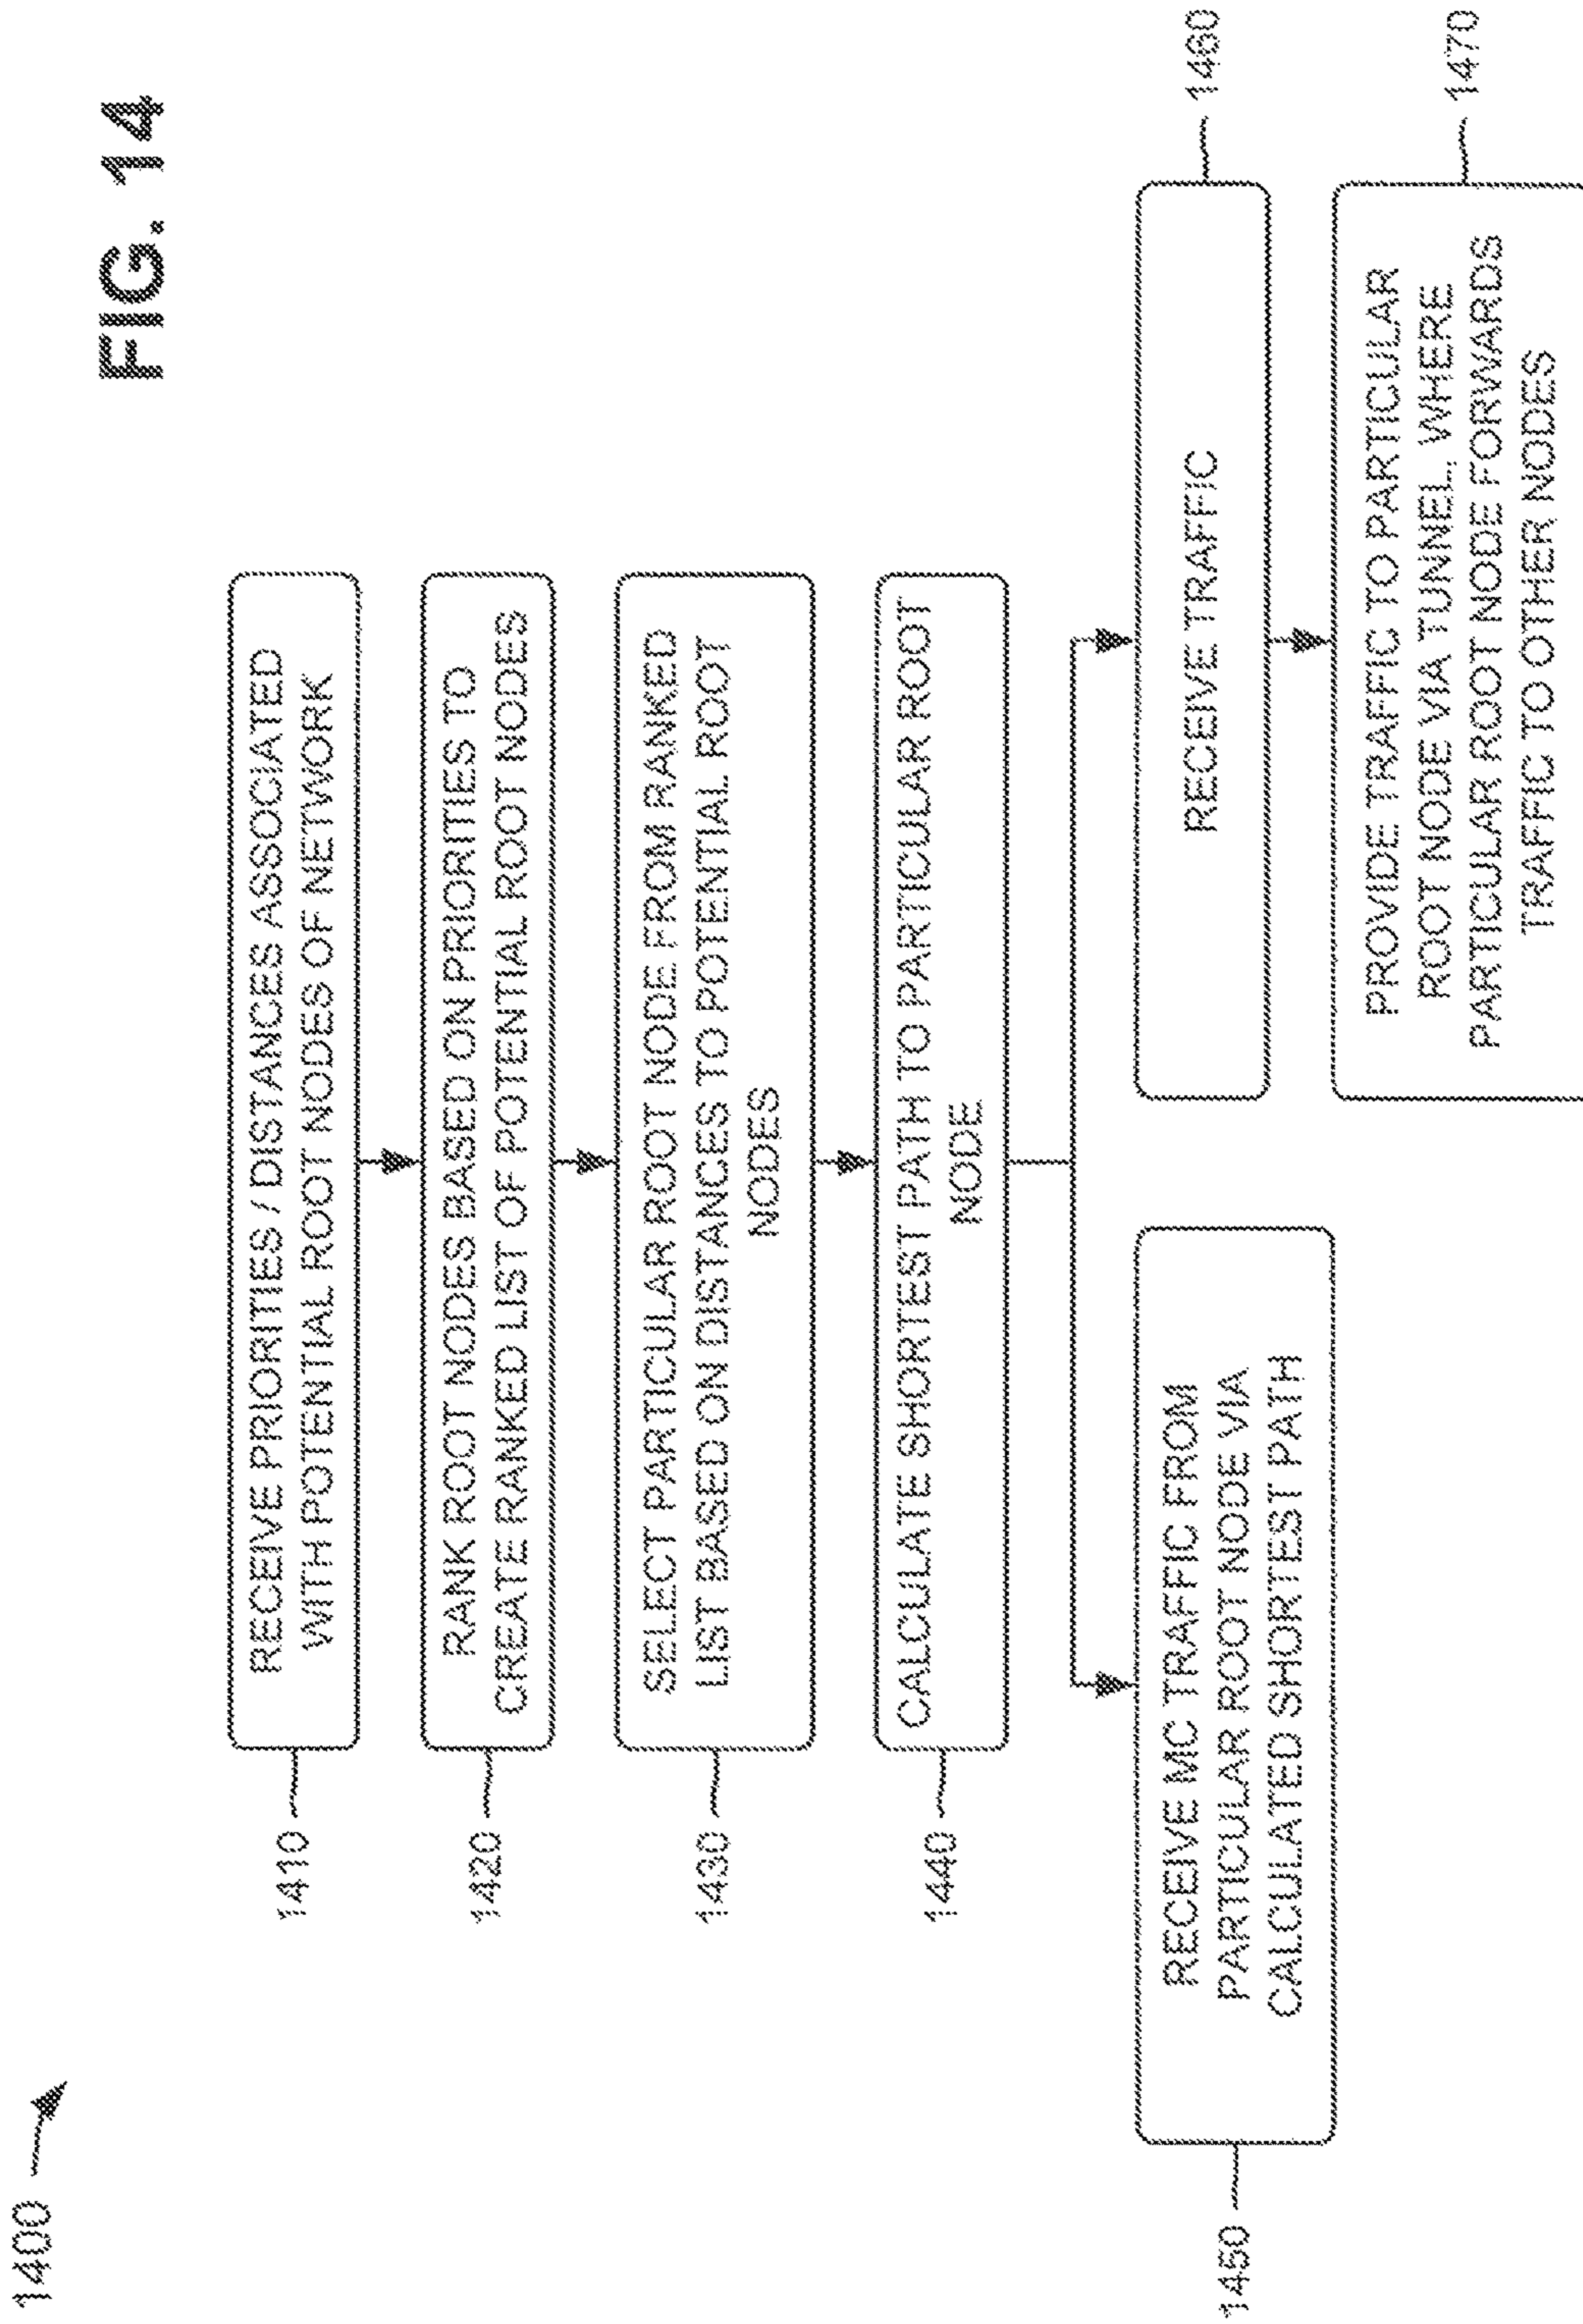 FIG. 14
1400
1410
RECEIVE PRIORITIES / DISTANCES ASSOCIATED
WITH POTENTIAL ROOT NODES OF NETWORK
1420
RANK ROOT NODES BASED ON PRIORITIES TO
CREATE RANKED LIST OF POTENTIAL ROOT NODES
1430
SELECT PARTICULAR ROOT NODE FROM RANKED
LIST BASED ON DISTANCES TO POTENTIAL ROOT
NODES
1440
CALCULATE SHORTEST PATH TO PARTICULAR ROOT
NODE
1450
RECEIVE MC TRAFFIC FROM
PARTICULAR ROOT NODE VIA
CALCULATED SHORTEST PATH
RECEIVE TRAFFIC
1460
PROVIDE TRAFFIC TO PARTICULAR
ROOT NODE VIA TUNNEL, WHERE
PARTICULAR ROOT NODE FORWARDS
TRAFFIC TO OTHER NODES
1470